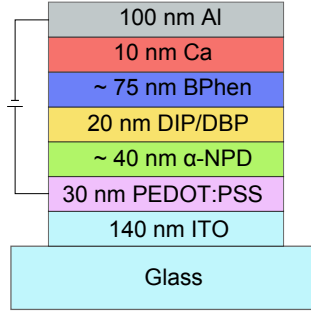 100 nm Al
10 nm Ca
~ 75 nm BPhen
20 nm DIP/DBP
~ 40 nm α-NPD
30 nm PEDOT:PSS
140 nm ITO
Glass